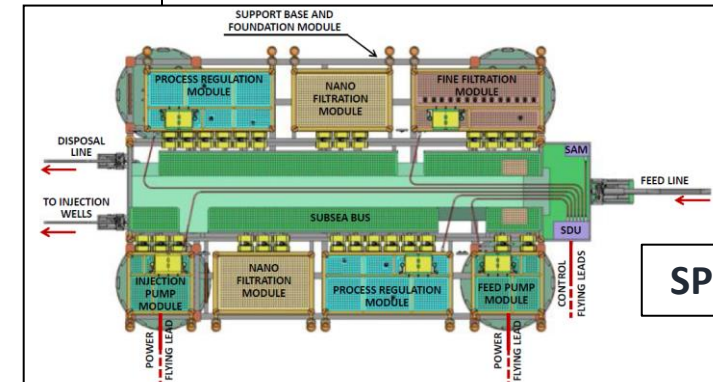 SUPPORT BASE AND
FOUNDATION MODULE
PROCESS REGULATION
MODULE
NANO
FILTRATION
MODULE
FINE FILTRATION
MODULE
DISPOSAL
LINE
SAM
FEED LINE
TO INJECTION
WELLS
SUBSEA BUS
SDU
INJECTION
PUMP
MODULE
NANO
FILTRATION
MODULE
PROCESS REGULATION
MODULE
FEED PUMP
MODULE
CONTROL
FLYING LEADS
SP
POWER
FLYING LEAD
POWER
FLYING LEAD